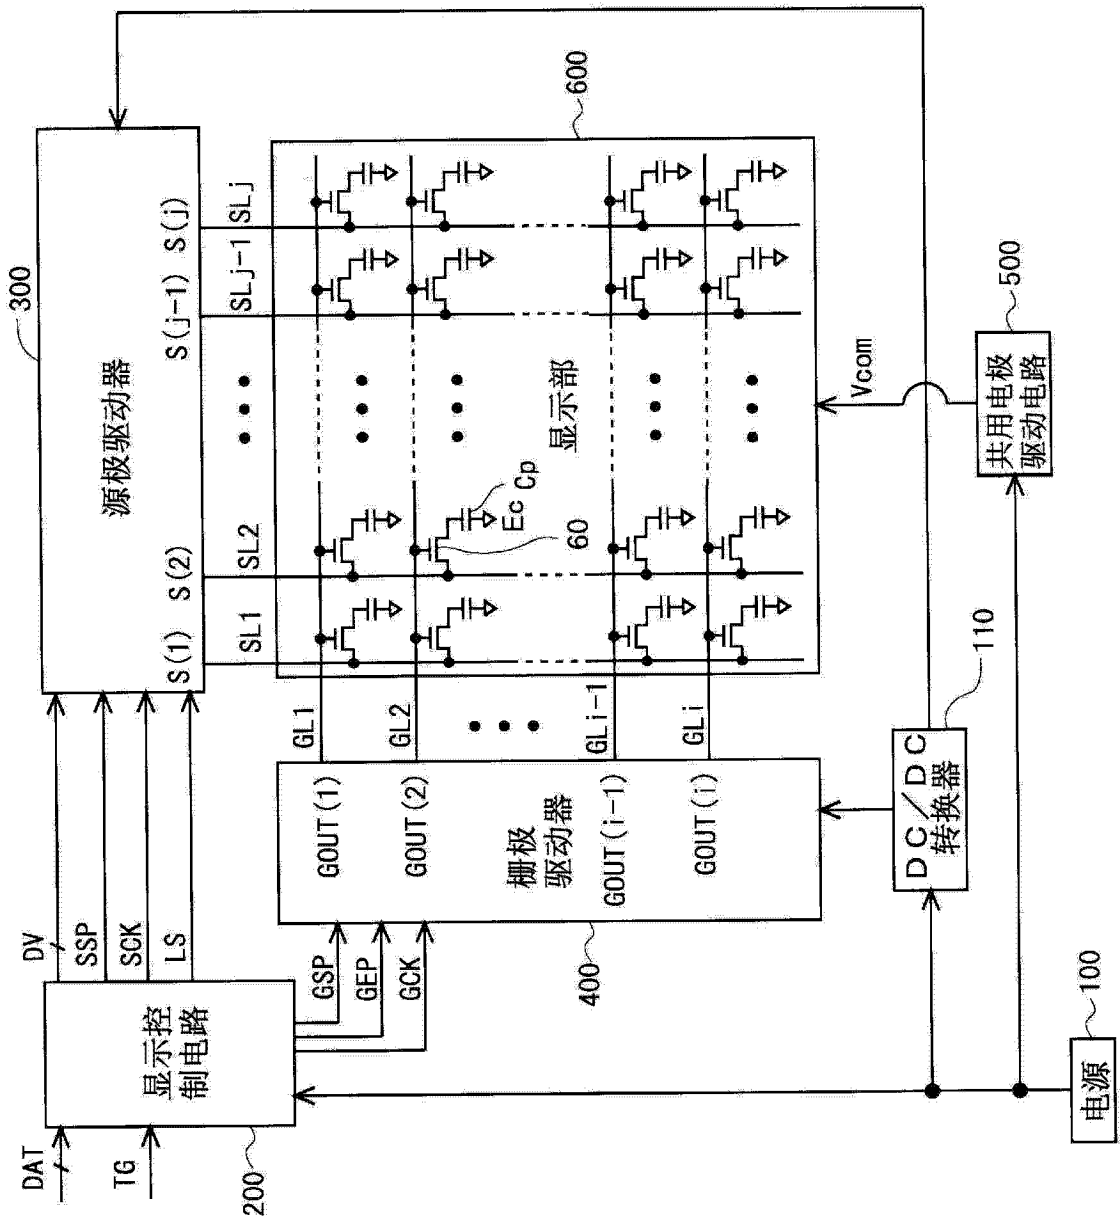 DAT
TG
200
显示控
制电路
DV
SSP
SCK
LS
GSP
GEP
GCK
300
源极驱动器
S(1)
S(2)
S(j-1)
S(j)
SL1
SL2
SLj-1
SLj
400
栅极
驱动器
GOUT(1)
GOUT(2)
GOUT(i-1)
GOUT(i)
GL1
GL2
GLi-1
GLi
600
显示部
Cp
Ec
60
Vcom
500
共用电极
驱动电路
110
DC/DC
转换器
100
电源